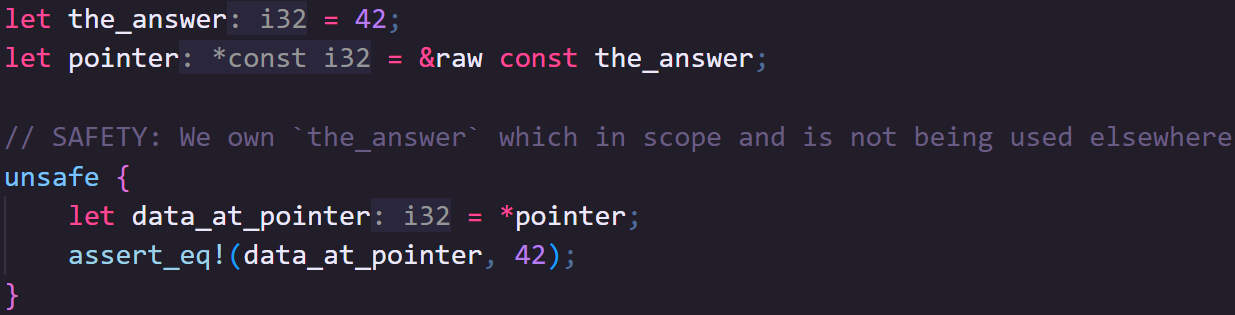 let the_answer: i32 = 42;
let pointer: *const i32 = &raw const the_answer;
// SAFETY: We own `the_answer` which in scope and is not being used elsewhere
unsafe {
    let data_at_pointer: i32 = *pointer;
    assert_eq!(data_at_pointer, 42);
}